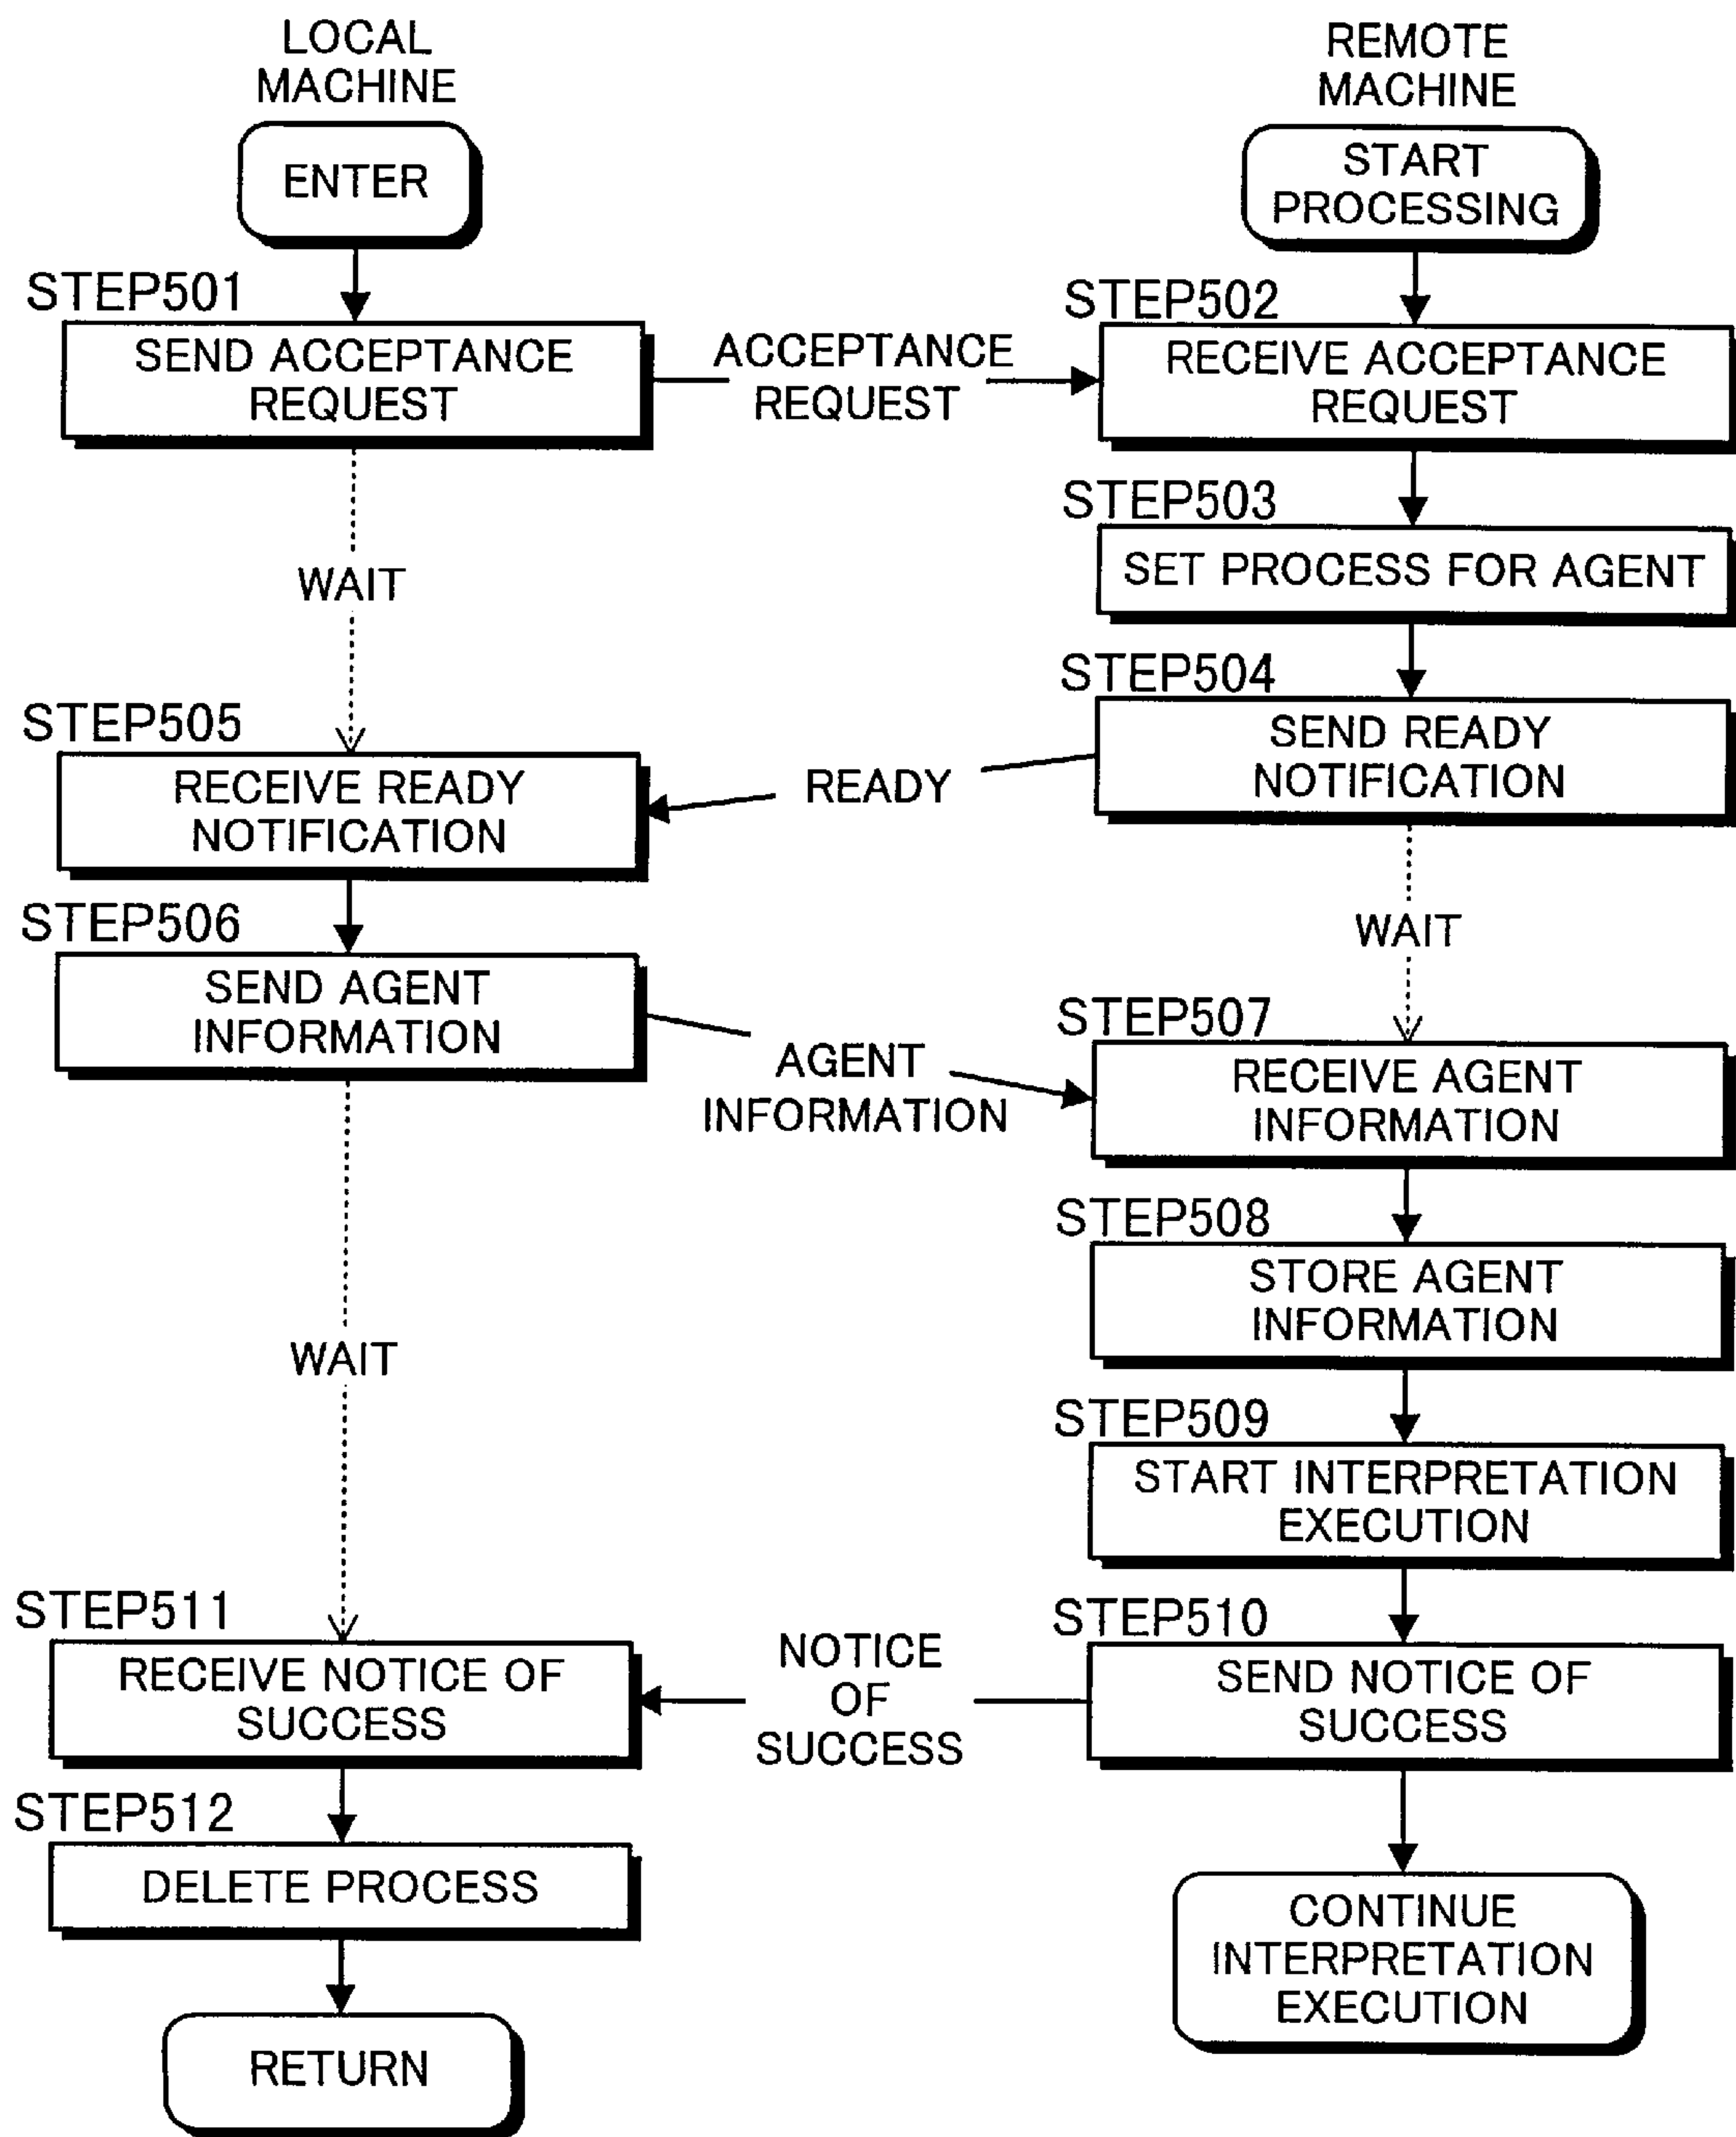 LOCAL
MACHINE
REMOTE
MACHINE
ENTER
START
PROCESSING
STEP501
SEND ACCEPTANCE
REQUEST
ACCEPTANCE
REQUEST
STEP502
RECEIVE ACCEPTANCE
REQUEST
WAIT
STEP503
SET PROCESS FOR AGENT
STEP504
SEND READY
NOTIFICATION
READY
STEP505
RECEIVE READY
NOTIFICATION
STEP506
SEND AGENT
INFORMATION
WAIT
AGENT
INFORMATION
STEP507
RECEIVE AGENT
INFORMATION
STEP508
STORE AGENT
INFORMATION
WAIT
STEP509
START INTERPRETATION
EXECUTION
STEP510
SEND NOTICE OF
SUCCESS
NOTICE
OF
SUCCESS
STEP511
RECEIVE NOTICE OF
SUCCESS
STEP512
DELETE PROCESS
CONTINUE
INTERPRETATION
EXECUTION
RETURN